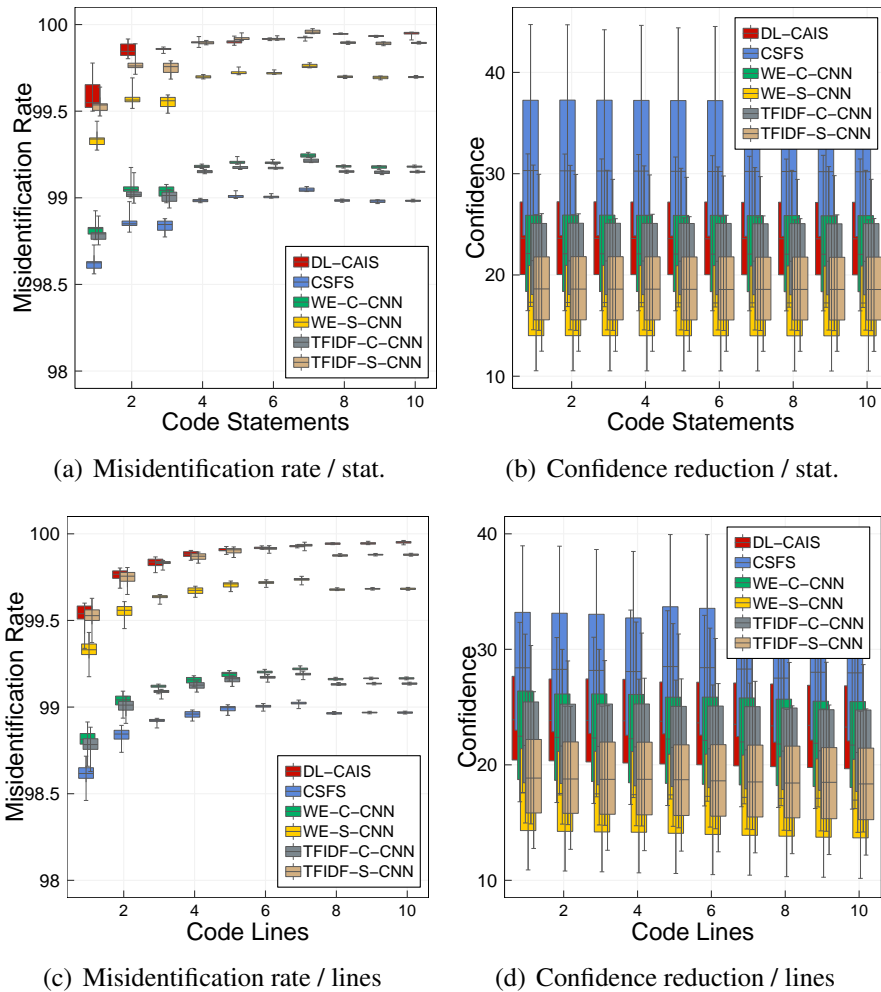 100
99.5
99
98.5
98
Misidentification Rate
2 4 6 8 10
Code Statements
DL−CAIS
CSFS
WE−C−CNN
WE−S−CNN
TFIDF−C−CNN
TFIDF−S−CNN
(a) Misidentification rate / stat.
40
30
20
10
Confidence
2 4 6 8 10
Code Statements
DL−CAIS
CSFS
WE−C−CNN
WE−S−CNN
TFIDF−C−CNN
TFIDF−S−CNN
(b) Confidence reduction / stat.
100
99.5
99
98.5
98
Misidentification Rate
2 4 6 8 10
Code Lines
DL−CAIS
CSFS
WE−C−CNN
WE−S−CNN
TFIDF−C−CNN
TFIDF−S−CNN
(c) Misidentification rate / lines
40
30
20
10
Confidence
2 4 6 8 10
Code Lines
DL−CAIS
CSFS
WE−C−CNN
WE−S−CNN
TFIDF−C−CNN
TFIDF−S−CNN
(d) Confidence reduction / lines